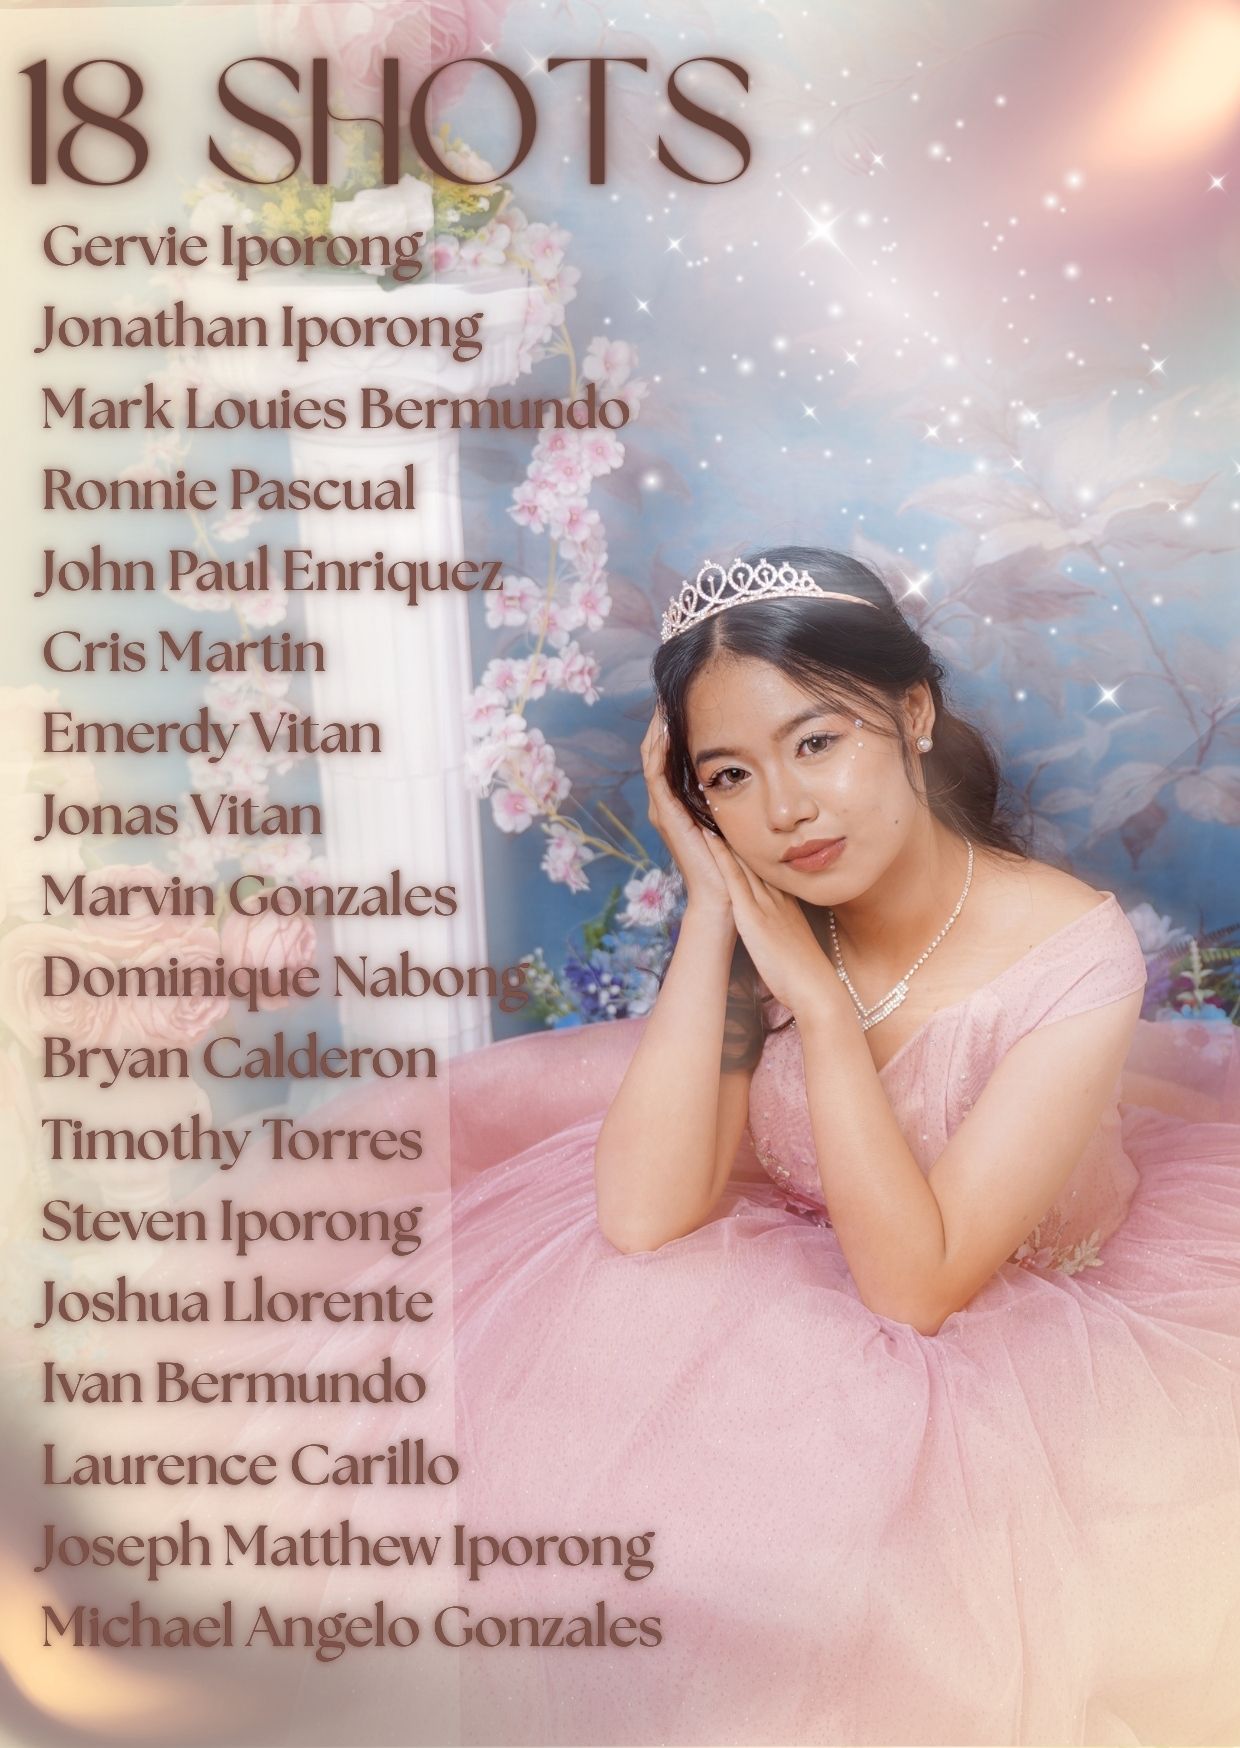 18 SHOTS
Gervie Iporong
Jonathan Iporong
Mark Louies Bermundo
Ronnie Pascual
John Paul Enriquez
Cris Martin
Emerdy Vitan
Jonas Vitan
Marvin Gonzales
Dominique Nabong
Bryan Calderon
Timothy Torres
Steven Iporong
Joshua Llorente
Ivan Bermundo
Laurence Carillo
Joseph Matthew Iporong
Michael Angelo Gonzales